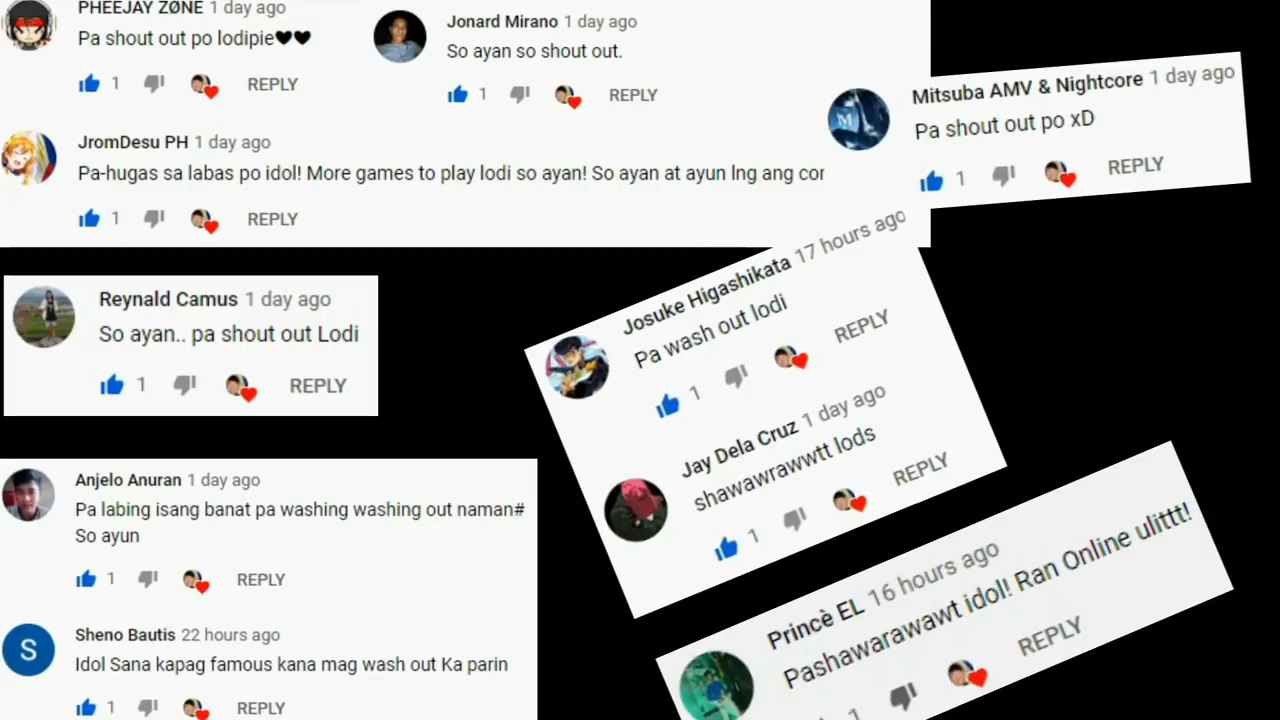 PHEEJAY ZØNE 1 day ago
Pa shout out po lodipie🖤🖤
1 REPLY
Jonard Mirano 1 day ago
So ayan so shout out.
1 REPLY
Mitsuba AMV & Nightcore 1 day ago
Pa shout out po xD
M
1 REPLY
JromDesu PH 1 day ago
Pa-hugas sa labas po idol! More games to play lodi so ayan! So ayan at ayun lng ang cor
1 REPLY
Reynald Camus 1 day ago
So ayan.. pa shout out Lodi
1 REPLY
Josuke Higashikata 17 hours ago
Pa wash out lodi
1 REPLY
Jay Dela Cruz 1 day ago
shawawrawwtt lods
1 REPLY
Anjelo Anuran 1 day ago
Pa labing isang banat pa washing washing out naman#
So ayun
1 REPLY
S
Sheno Bautis 22 hours ago
Idol Sana kapag famous kana mag wash out Ka parin
1 REPLY
Princè EL 16 hours ago
Pashawarawawt idol! Ran Online ulittt!
1 REPLY